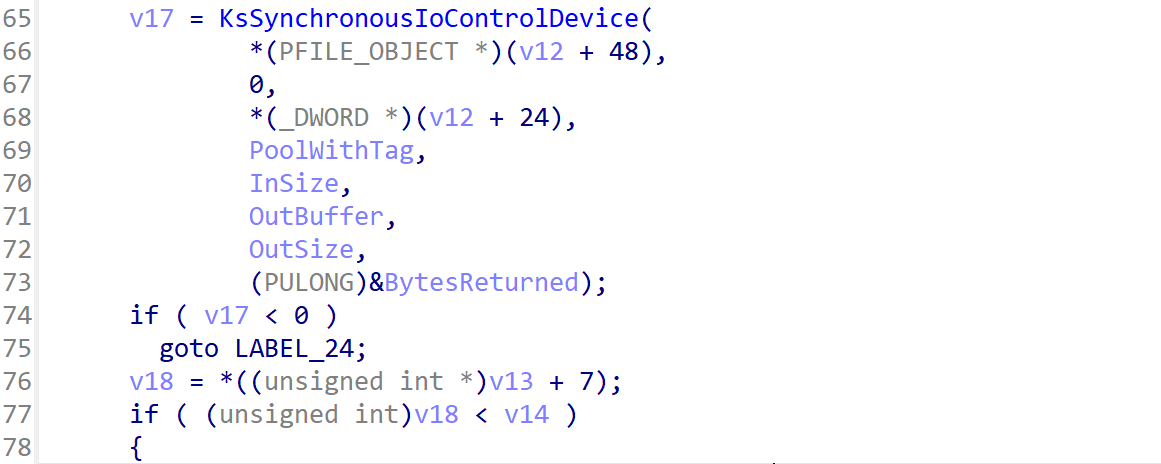 65 v17 = KsSynchronousIoControlDevice(
66 *(PFILE_OBJECT *)(v12 + 48),
67 0,
68 *(_DWORD *)(v12 + 24),
69 PoolWithTag,
70 InSize,
71 OutBuffer,
72 OutSize,
73 (PULONG)&BytesReturned);
74 if ( v17 < 0 )
75 goto LABEL_24;
76 v18 = *((unsigned int *)v13 + 7);
77 if ( (unsigned int)v18 < v14 )
78 {